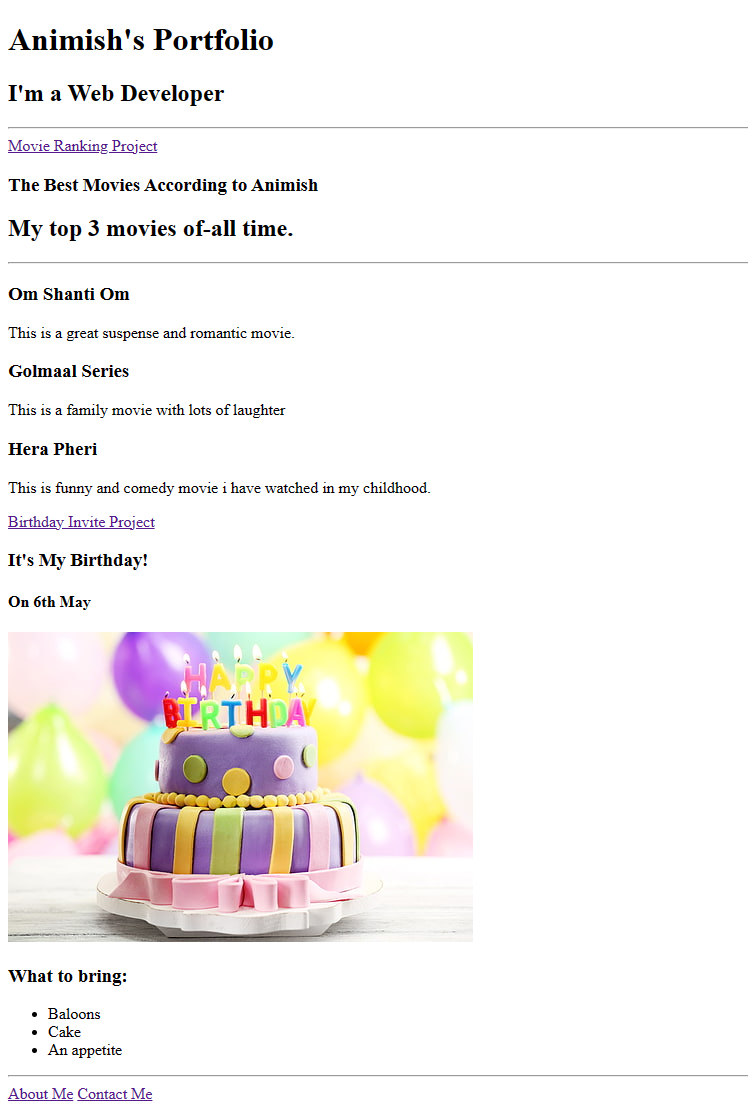 Animish's Portfolio
I'm a Web Developer
Movie Ranking Project
The Best Movies According to Animish
My top 3 movies of-all time.
Om Shanti Om
This is a great suspense and romantic movie.
Golmaal Series
This is a family movie with lots of laughter
Hera Pheri
This is funny and comedy movie i have watched in my childhood.
Birthday Invite Project
It's My Birthday!
On 6th May
HAPPY
BIRTHDAY
What to bring:
Baloons
Cake
An appetite
About Me Contact Me